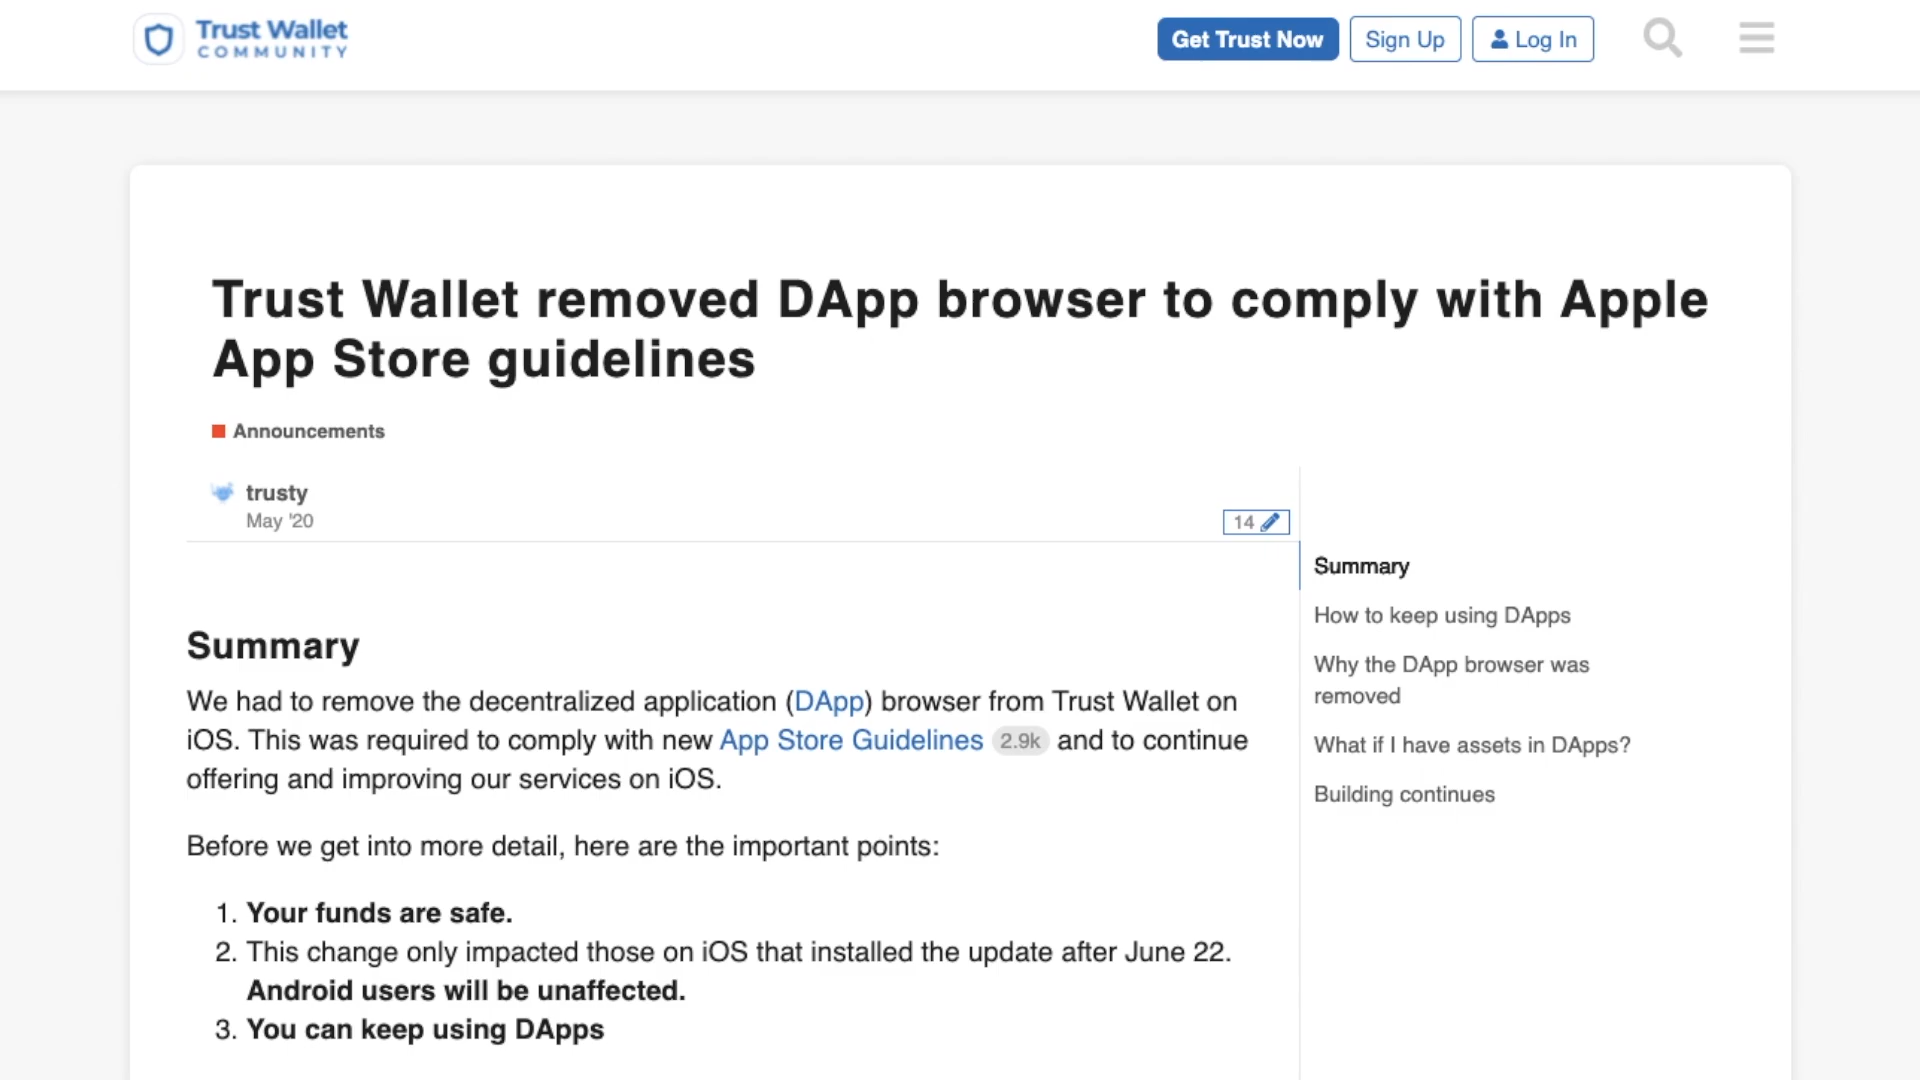 Trust Wallet
COMMUNITY
Get Trust Now
Sign Up
Log In
Trust Wallet removed DApp browser to comply with Apple
App Store guidelines
Announcements
trusty
May '20
14
Summary
We had to remove the decentralized application (DApp) browser from Trust Wallet on
iOS. This was required to comply with new App Store Guidelines 2.9k and to continue
offering and improving our services on iOS.
Before we get into more detail, here are the important points:
1. Your funds are safe.
2. This change only impacted those on iOS that installed the update after June 22.
Android users will be unaffected.
3. You can keep using DApps
Summary
How to keep using DApps
Why the DApp browser was
removed
What if I have assets in DApps?
Building continues